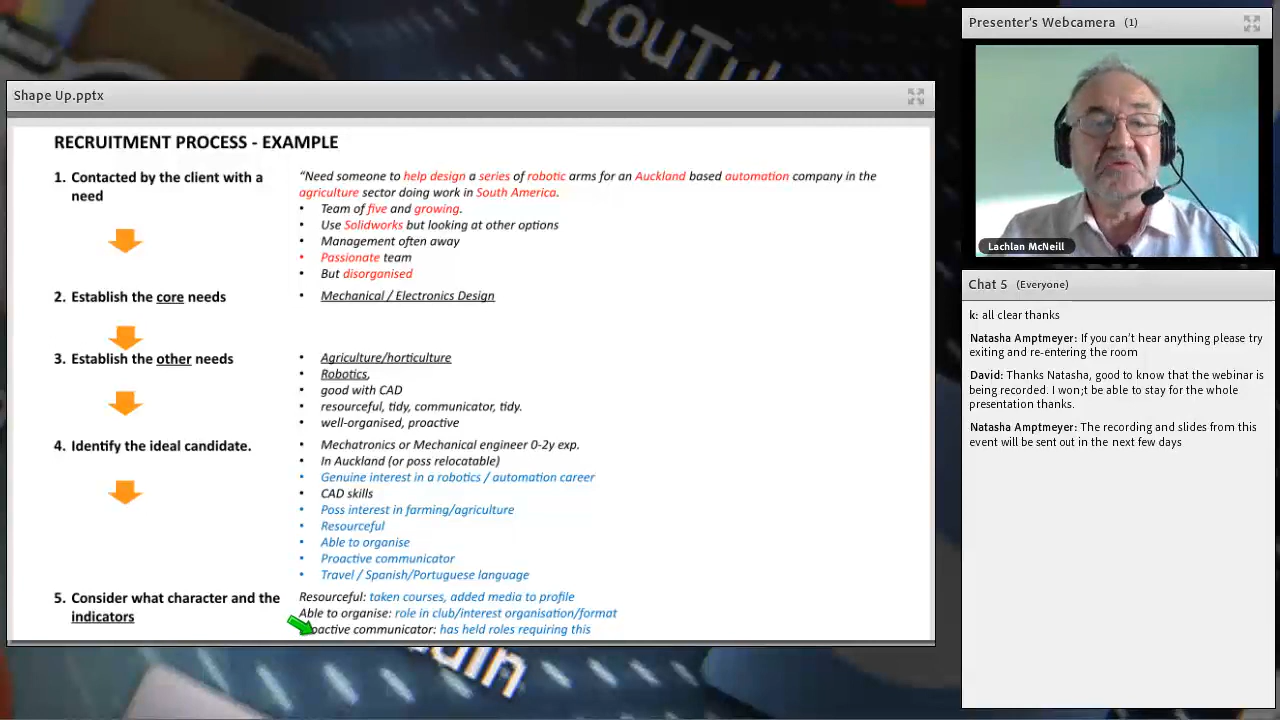 YouTub
Shape Up.pptx
RECRUITMENT PROCESS - EXAMPLE
1. Contacted by the client with a
need
“Need someone to help design a series of robotic arms for an Auckland based automation company in the
agriculture sector doing work in South America.
• Team of five and growing.
• Use Solidworks but looking at other options
• Management often away
• Passionate team
• But disorganised
2. Establish the core needs
• Mechanical / Electronics Design
3. Establish the other needs
• Agriculture/horticulture
• Robotics,
• good with CAD
• resourceful, tidy, communicator, tidy.
• well-organised, proactive
4. Identify the ideal candidate.
• Mechatronics or Mechanical engineer 0-2y exp.
• In Auckland (or poss relocatable)
• Genuine interest in a robotics / automation career
• CAD skills
• Poss interest in farming/agriculture
• Resourceful
• Able to organise
• Proactive communicator
• Travel / Spanish/Portuguese language
5. Consider what character and the
indicators
Resourceful: taken courses, added media to profile
Able to organise: role in club/interest organisation/format
oactive communicator: has held roles requiring this
Presenter's Webcamera (1)
Lachlan McNeill
Chat 5 (Everyone)
k: all clear thanks
Natasha Amptmeyer: If you can't hear anything please try
exiting and re-entering the room
David: Thanks Natasha, good to know that the webinar is
being recorded. I won;t be able to stay for the whole
presentation thanks.
Natasha Amptmeyer: The recording and slides from this
event will be sent out in the next few days